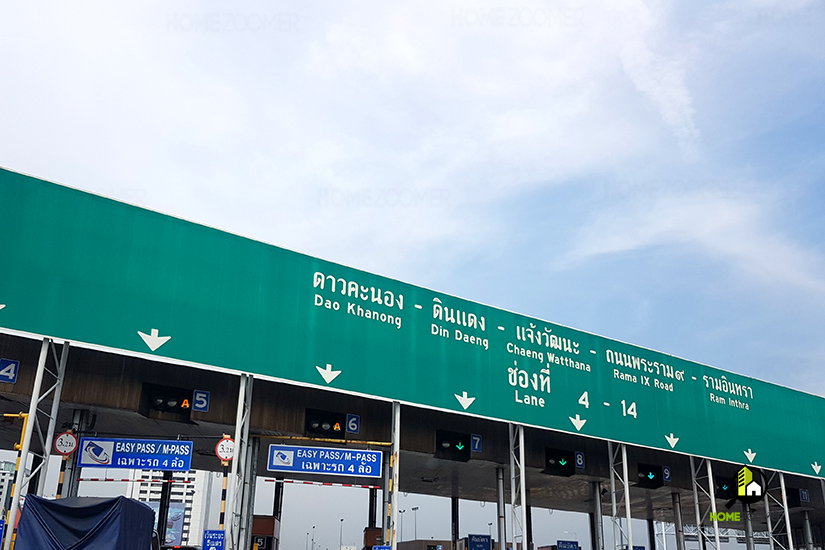 HOMEZOOMER
ดาวคะนอง - ดินแดง - แจ้งวัฒนะ - ถนนพระราม๙ - รามอินทรา
Dao Khanong Din Daeng Chaeng Watthana Rama IX Road Ram Inthra
ช่องที่ 4 - 14
Lane
4
A 5
A 6
7
8
9
EASY PASS/M-PASS
เฉพาะรถ 4 ล้อ
EASY PASS/M-PASS
เฉพาะรถ 4 ล้อ
HOME